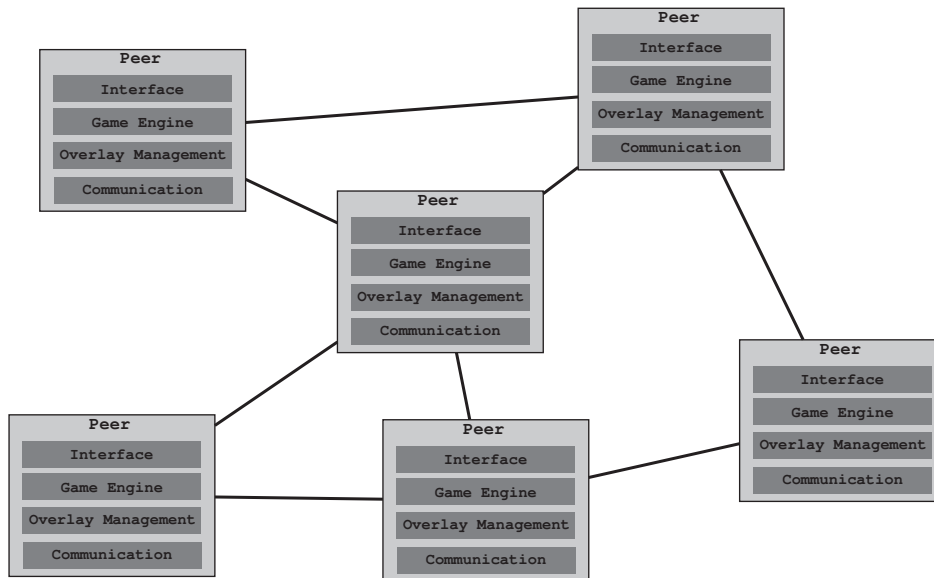 Peer
Interface
Game Engine
Overlay Management
Communication
Peer
Interface
Game Engine
Overlay Management
Communication
Peer
Interface
Game Engine
Overlay Management
Communication
Peer
Interface
Game Engine
Overlay Management
Communication
Peer
Interface
Game Engine
Overlay Management
Communication
Peer
Interface
Game Engine
Overlay Management
Communication